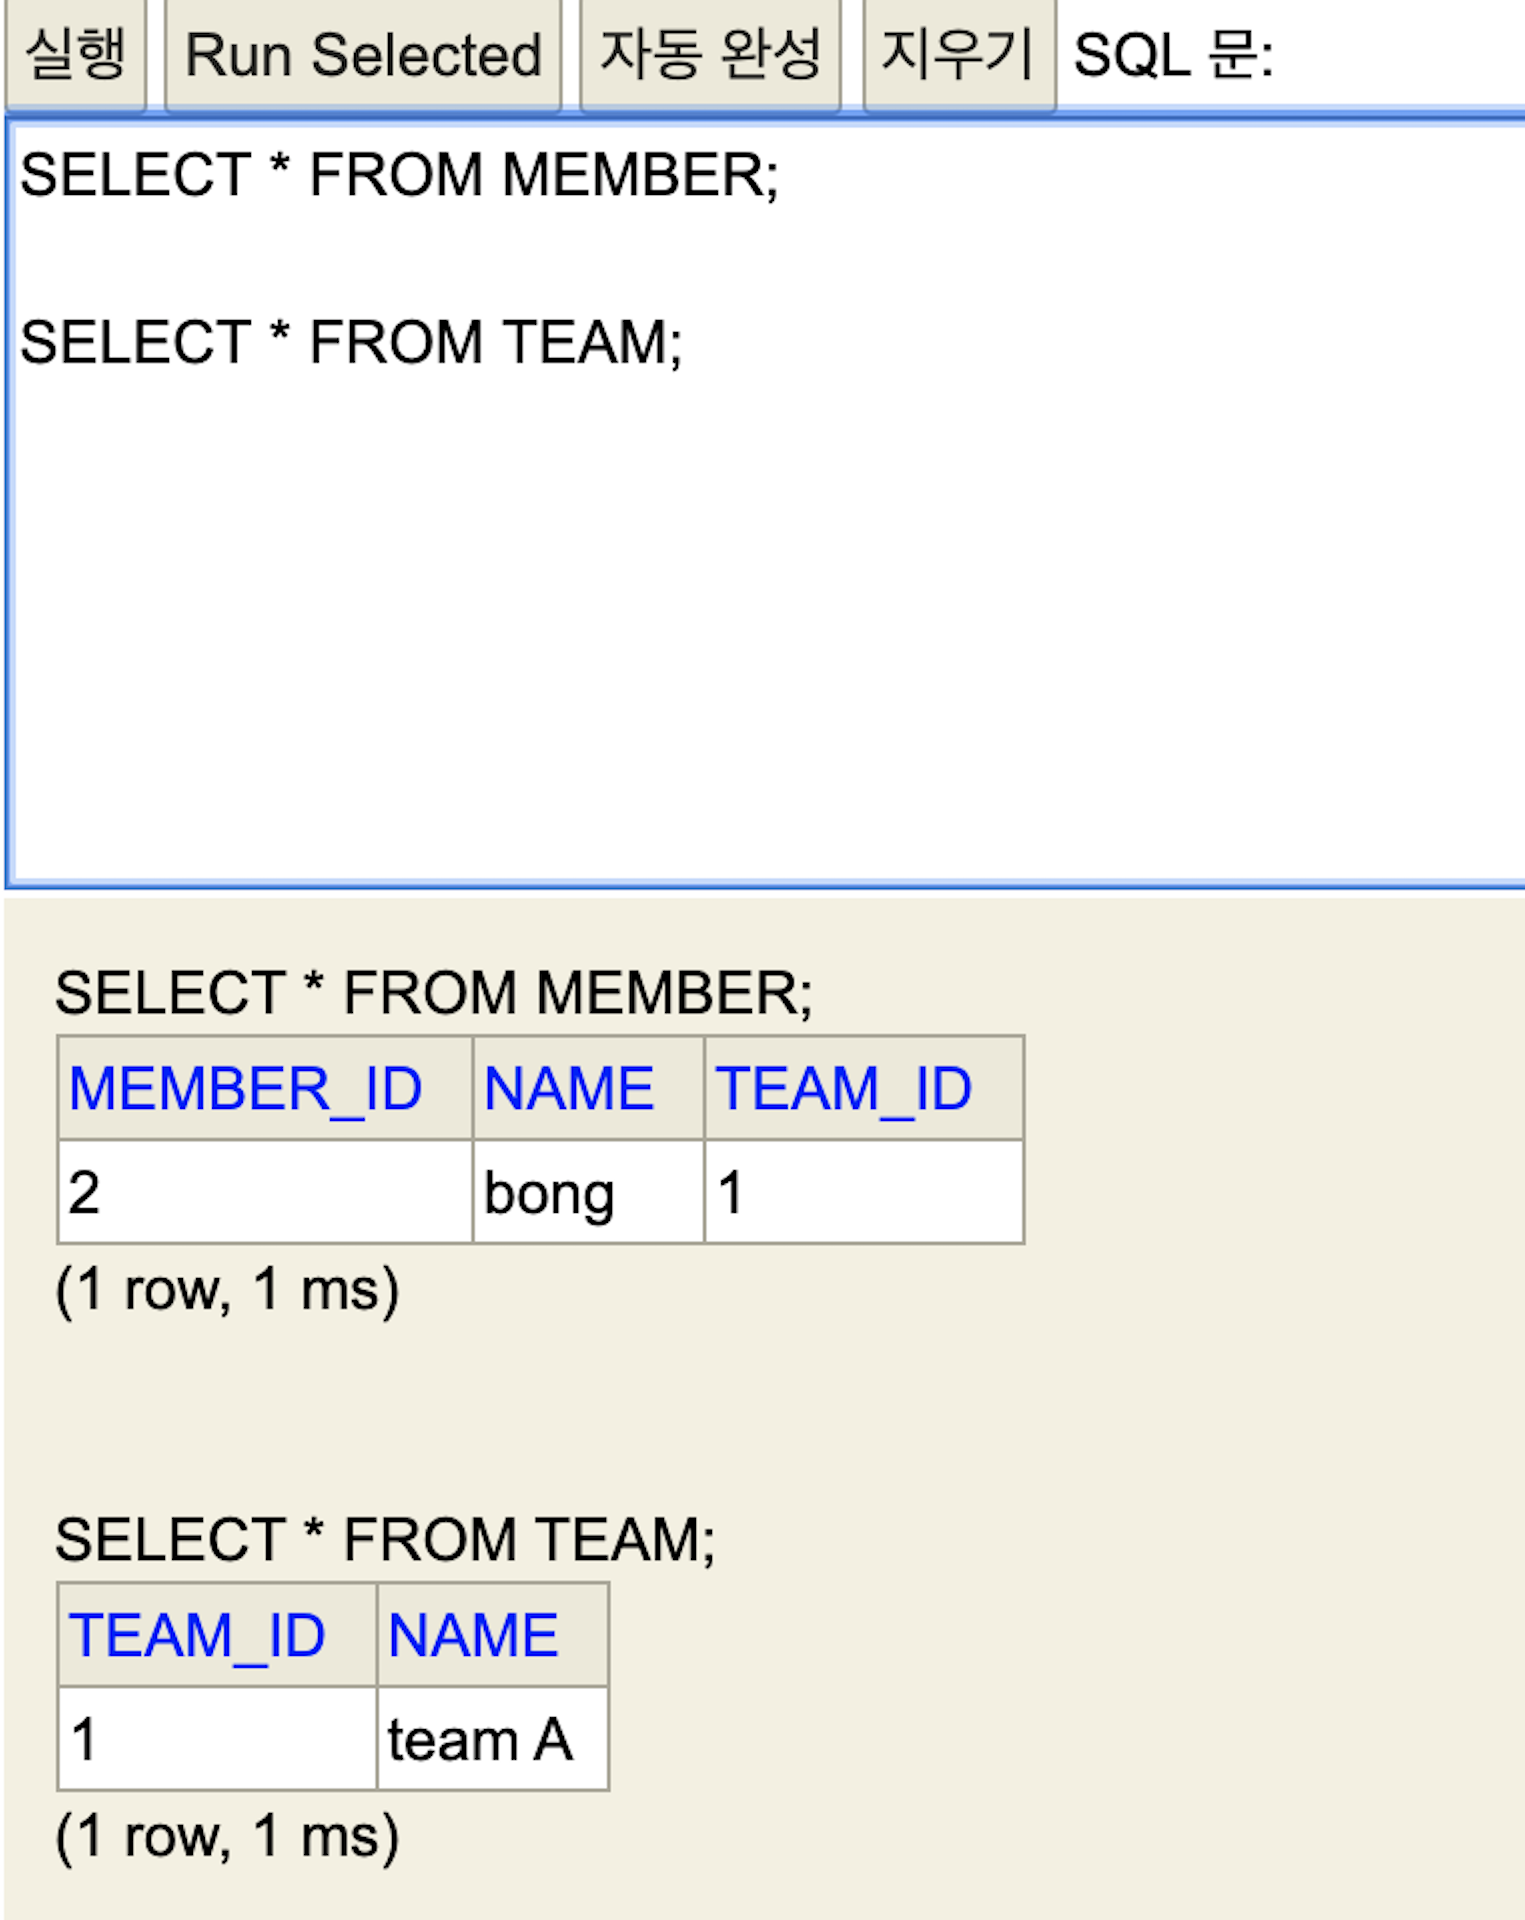 실행 Run Selected 자동 완성 지우기 SQL 문:
SELECT * FROM MEMBER;
SELECT * FROM TEAM;
SELECT * FROM MEMBER;
MEMBER_ID NAME TEAM_ID
2 bong 1
(1 row, 1 ms)
SELECT * FROM TEAM;
TEAM_ID NAME
1 team A
(1 row, 1 ms)